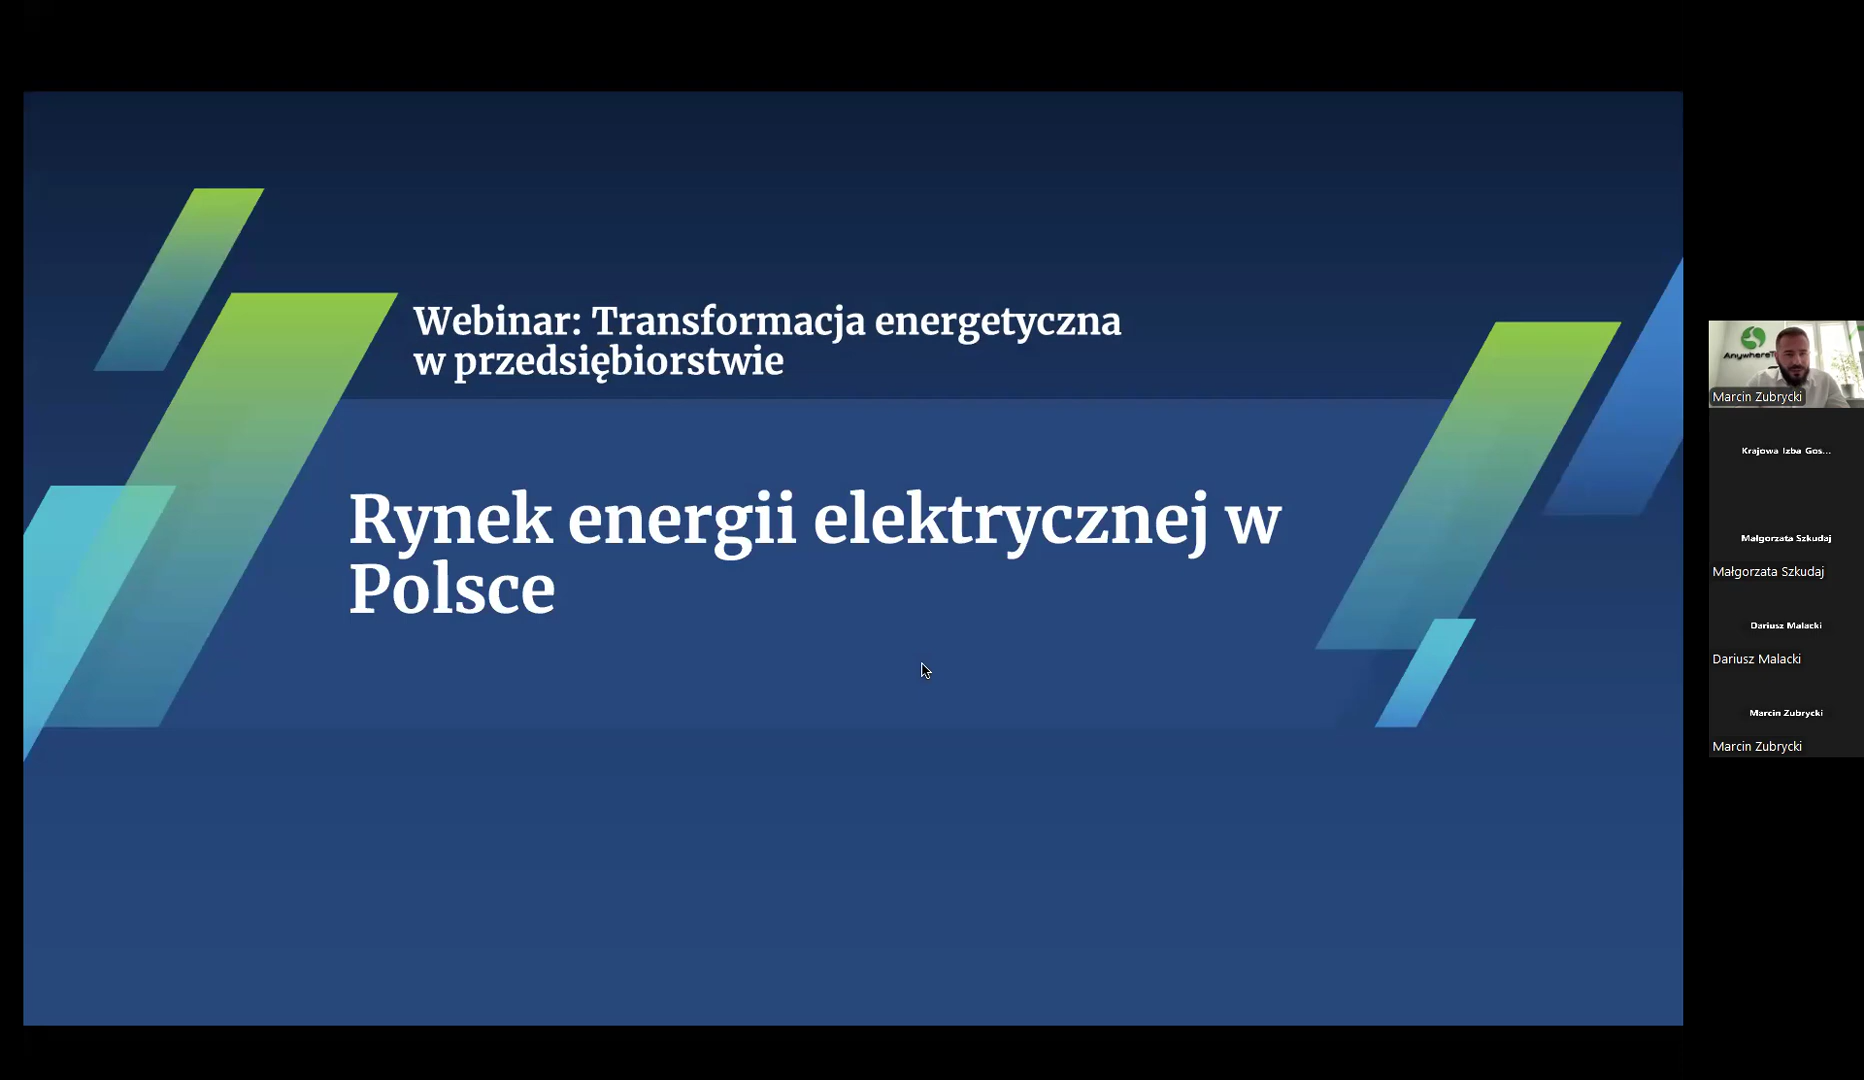 Webinar: Transformacja energetyczna
w przedsiębiorstwie
Rynek energii elektrycznej w
Polsce
Marcin Zubrycki
Krajowa Izba Gos...
Małgorzata Szkudaj
Małgorzata Szkudaj
Dariusz Malacki
Dariusz Malacki
Marcin Zubrycki
Marcin Zubrycki